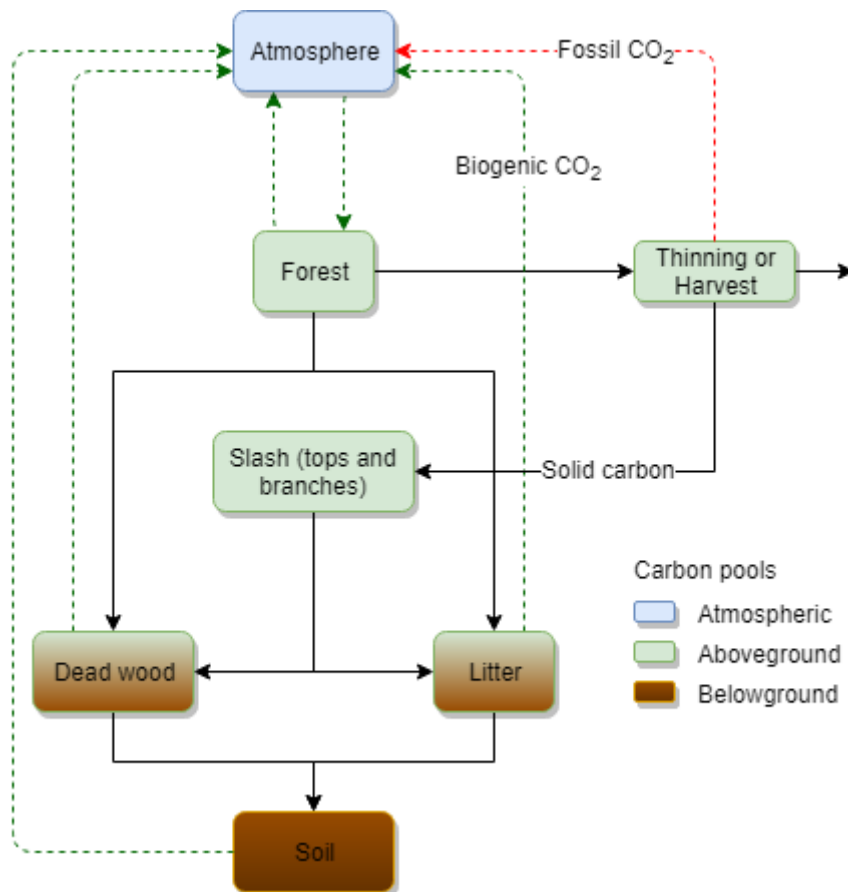 Atmosphere
Fossil CO₂
Biogenic CO₂
Forest
Thinning or
Harvest
Slash (tops and
branches)
Solid carbon
Carbon pools
Atmospheric
Aboveground
Belowground
Dead wood
Litter
Soil